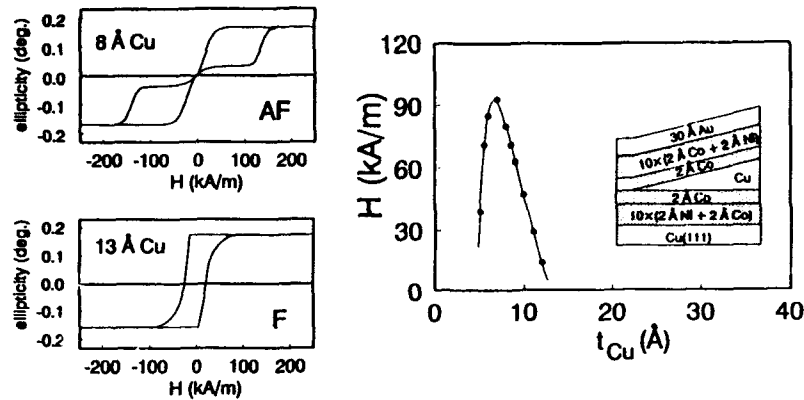 0.2
0.1
0.0
-0.1
-0.2
ellipticity (deg.)
8 Å Cu
AF
-200 -100 0 100 200
H (kA/m)
0.2
0.1
0.0
-0.1
-0.2
ellipticity (deg.)
13 Å Cu
F
-200 -100 0 100 200
H (kA/m)
120
90
60
30
0
H (kA/m)
0 10 20 30 40
tCu (Å)
30 Å Au
10×(2 Å Co + 2 Å Ni)
2 Å Co
Cu
2 Å Co
10×(2 Å Ni + 2 Å Co)
Cu(111)